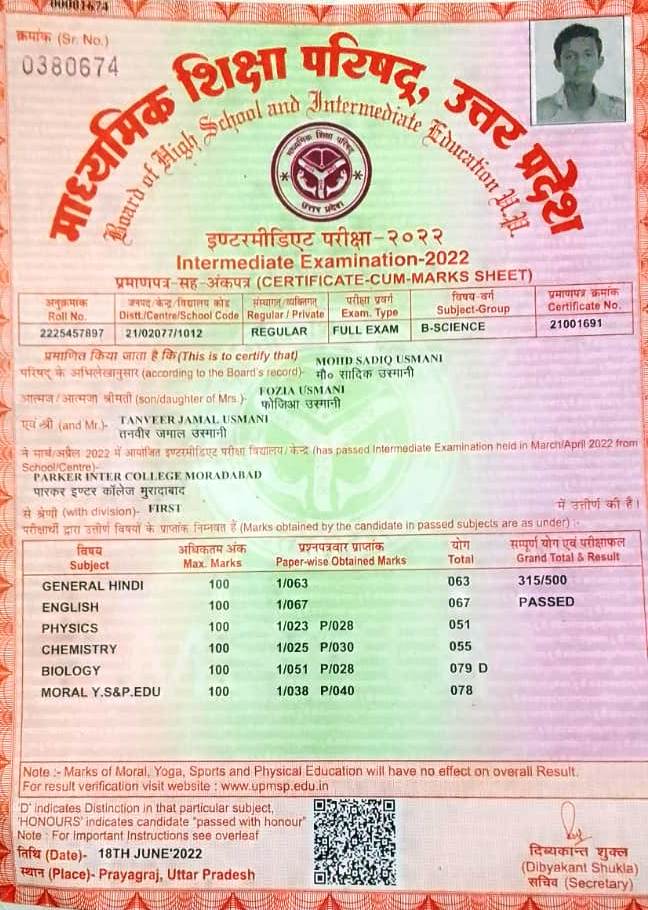 00001674
क्रमांक (Sr. No.)
0380674
माध्यमिक शिक्षा परिषद्, उत्तर प्रदेश
Board of High School and Intermediate Education U.P.
माध्यमिक शिक्षा परिषद्
उत्तर प्रदेश
इण्टरमीडिएट परीक्षा-२०२२
Intermediate Examination-2022
प्रमाणपत्र-सह-अंकपत्र (CERTIFICATE-CUM-MARKS SHEET)
अनुक्रमांक जनपद/केन्द्र/विद्यालय कोड संस्थागत/व्यक्तिगत परीक्षा प्रवर्ग विषय-वर्ग प्रमाणपत्र क्रमांक
Roll No. Distt./Centre/School Code Regular / Private Exam. Type Subject-Group Certificate No.
2225457897 21/02077/1012 REGULAR FULL EXAM B-SCIENCE 21001691
प्रमाणित किया जाता है कि (This is to certify that) MOHD SADIQ USMANI
परिषद के अभिलेखानुसार (according to the Board's record)- मौ० सादिक उस्मानी
आत्मज/आत्मजा श्रीमती (son/daughter of Mrs.)- FOZIA USMANI
फोजिआ उस्मानी
एवं श्री (and Mr.)- TANVEER JAMAL USMANI
तनवीर जमाल उस्मानी
ने मार्च/अप्रैल 2022 में आयोजित इण्टरमीडिएट परीक्षा विद्यालय/केन्द्र (has passed Intermediate Examination held in March/April 2022 from
School/Centre)-
PARKER INTER COLLEGE MORADABAD
पारकर इण्टर कॉलेज मुरादाबाद
से श्रेणी (with division)- FIRST में उत्तीर्ण की है।
परीक्षार्थी द्वारा उत्तीर्ण विषयों के प्राप्तांक निम्नवत हैं (Marks obtained by the candidate in passed subjects are as under) :-
विषय अधिकतम अंक प्रश्नपत्रवार प्राप्तांक योग सम्पूर्ण योग एवं परीक्षाफल
Subject Max. Marks Paper-wise Obtained Marks Total Grand Total & Result
GENERAL HINDI 100 1/063 063 315/500
ENGLISH 100 1/067 067 PASSED
PHYSICS 100 1/023 P/028 051
CHEMISTRY 100 1/025 P/030 055
BIOLOGY 100 1/051 P/028 079 D
MORAL Y.S&P.EDU 100 1/038 P/040 078
Note :- Marks of Moral, Yoga, Sports and Physical Education will have no effect on overall Result.
For result verification visit website : www.upmsp.edu.in
'D' indicates Distinction in that particular subject,
'HONOURS' indicates candidate "passed with honour"
Note : For Important Instructions see overleaf
तिथि (Date)- 18TH JUNE'2022
स्थान (Place)- Prayagraj, Uttar Pradesh
दिब्यकान्त शुक्ल
(Dibyakant Shukla)
सचिव (Secretary)